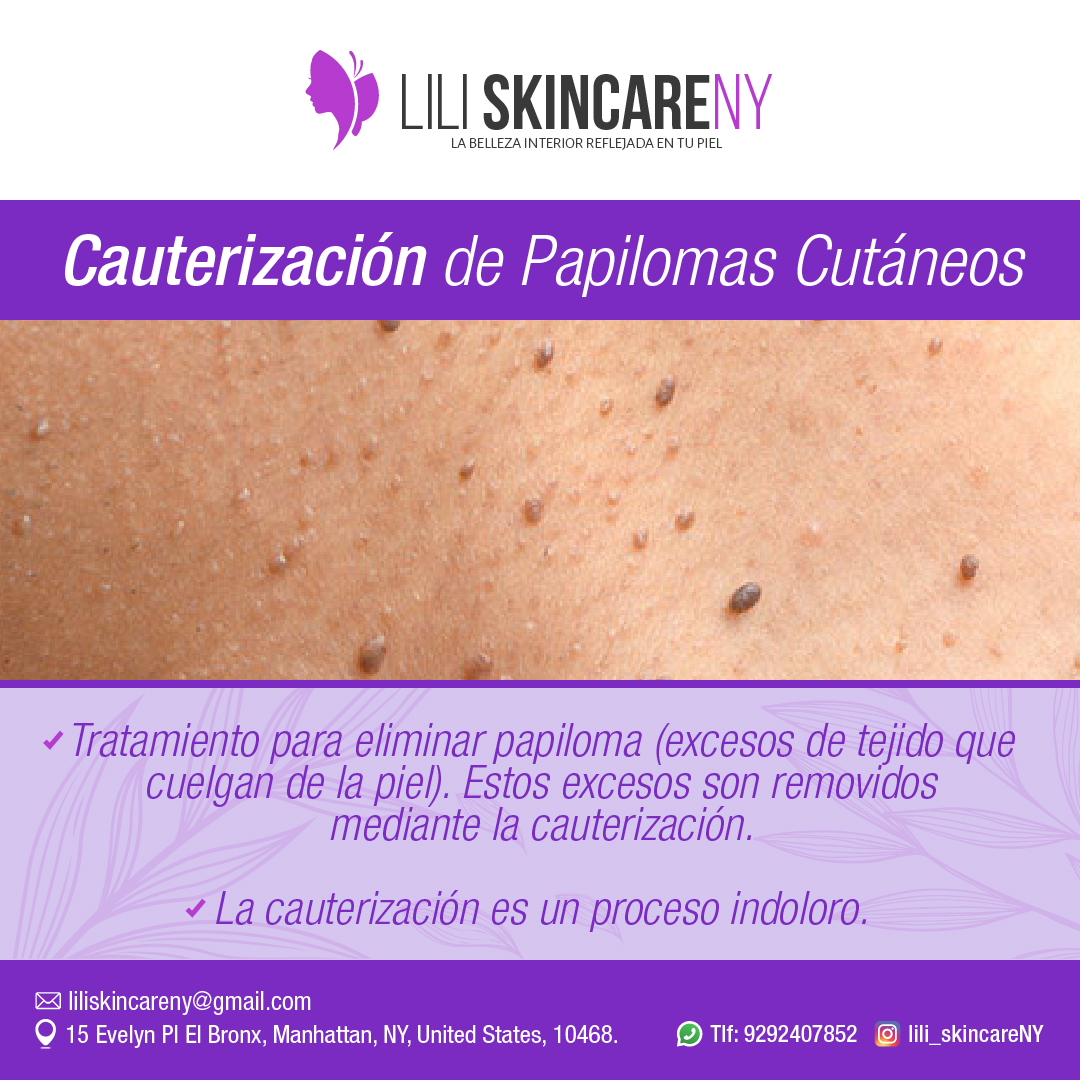 LILI SKINCARENY
LA BELLEZA INTERIOR REFLEJADA EN TU PIEL
Cauterización de Papilomas Cutáneos
Tratamiento para eliminar papiloma (excesos de tejido que
cuelgan de la piel). Estos excesos son removidos
mediante la cauterización.
La cauterización es un proceso indoloro.
liliskincareny@gmail.com
15 Evelyn Pl El Bronx, Manhattan, NY, United States, 10468.
Tlf: 9292407852
lili_skincareNY